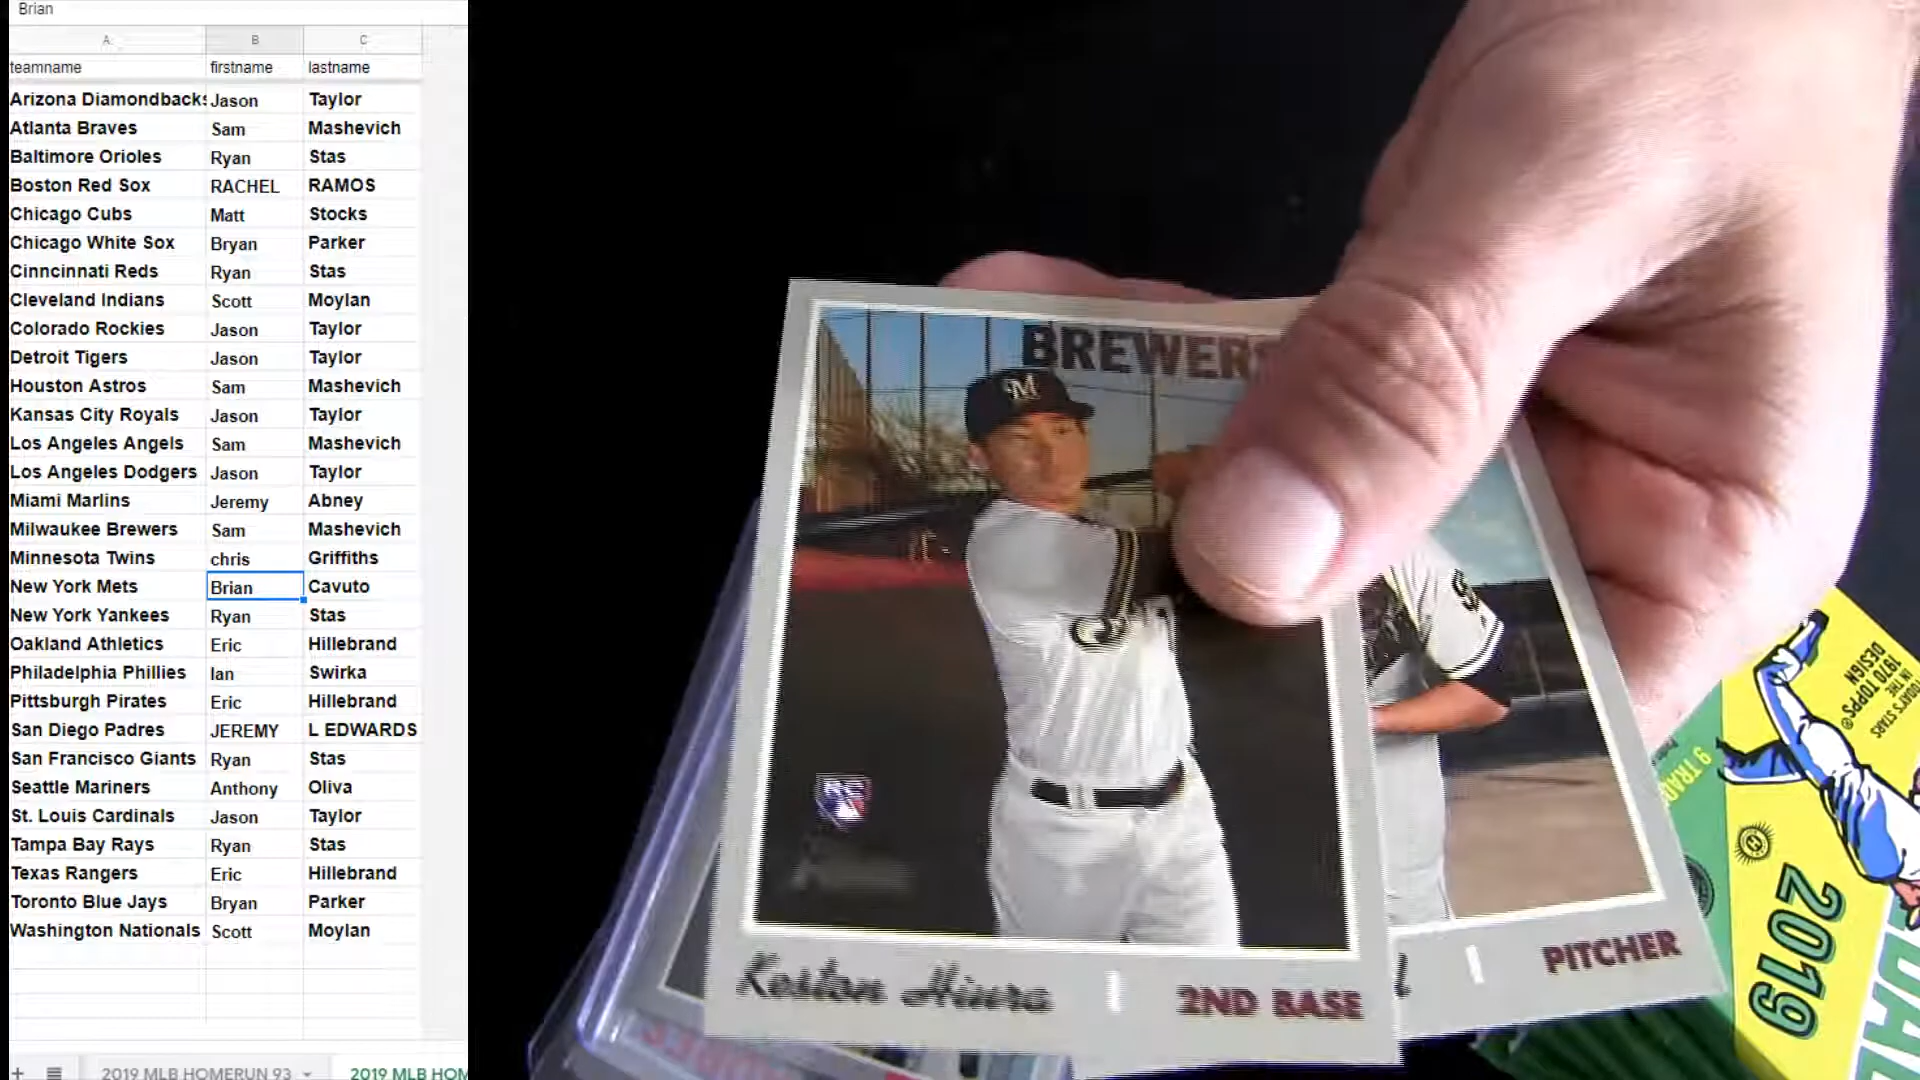 Brian
A B C
teamname firstname lastname
Arizona Diamondbacks Jason Taylor
Atlanta Braves Sam Mashevich
Baltimore Orioles Ryan Stas
Boston Red Sox RACHEL RAMOS
Chicago Cubs Matt Stocks
Chicago White Sox Bryan Parker
Cinncinnati Reds Ryan Stas
Cleveland Indians Scott Moylan
Colorado Rockies Jason Taylor
Detroit Tigers Jason Taylor
Houston Astros Sam Mashevich
Kansas City Royals Jason Taylor
Los Angeles Angels Sam Mashevich
Los Angeles Dodgers Jason Taylor
Miami Marlins Jeremy Abney
Milwaukee Brewers Sam Mashevich
Minnesota Twins chris Griffiths
New York Mets Brian Cavuto
New York Yankees Ryan Stas
Oakland Athletics Eric Hillebrand
Philadelphia Phillies Ian Swirka
Pittsburgh Pirates Eric Hillebrand
San Diego Padres JEREMY L EDWARDS
San Francisco Giants Ryan Stas
Seattle Mariners Anthony Oliva
St. Louis Cardinals Jason Taylor
Tampa Bay Rays Ryan Stas
Texas Rangers Eric Hillebrand
Toronto Blue Jays Bryan Parker
Washington Nationals Scott Moylan
2019 MLB HOMERUN 93 2019 MLB HOM
BREWERS
M
RC
Keston Hiura 2ND BASE
PITCHER
TODAY'S STARS
IN THE
1970 TOPPS®
DESIGN
9 TRAD
2019